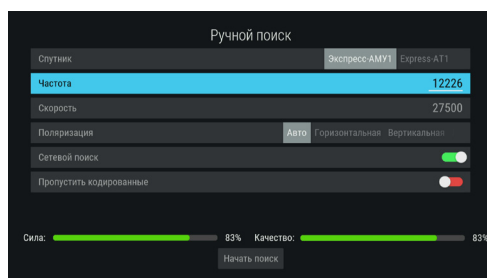 Ручной поиск
Спутник Экспресс-АМУ1 Express-AT1
Частота 12226
Скорость 27500
Поляризация Авто Горизонтальная Вертикальная
Сетевой поиск
Пропустить кодированные
Сила: 83% Качество: 83%
Начать поиск